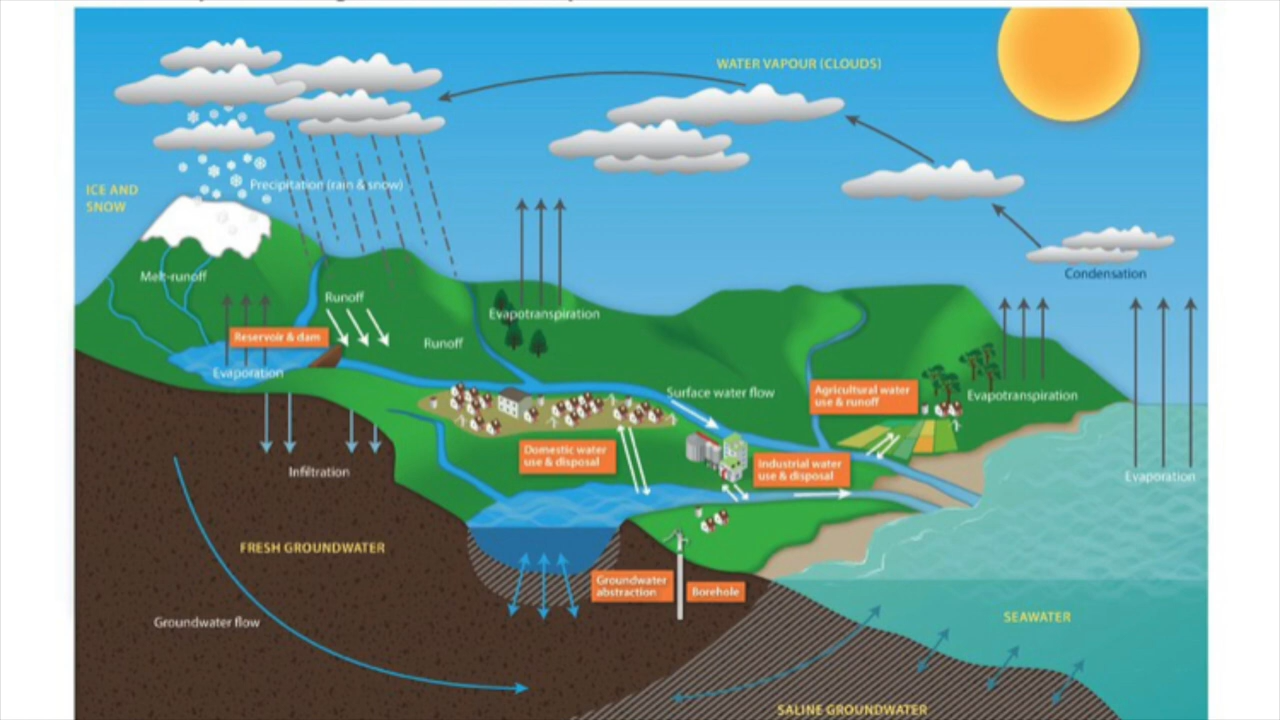 WATER VAPOUR (CLOUDS)
ICE AND
SNOW
Precipitation (rain & snow)
Condensation
Melt-runoff
Runoff
Evapotranspiration
Reservoir & dam
Runoff
Evaporation
Surface water flow
Agricultural water
use & runoff
Evapotranspiration
Domestic water
use & disposal
Industrial water
use & disposal
Infiltration
Evaporation
FRESH GROUNDWATER
Groundwater
abstraction
Borehole
Groundwater flow
SEAWATER
SALINE GROUNDWATER